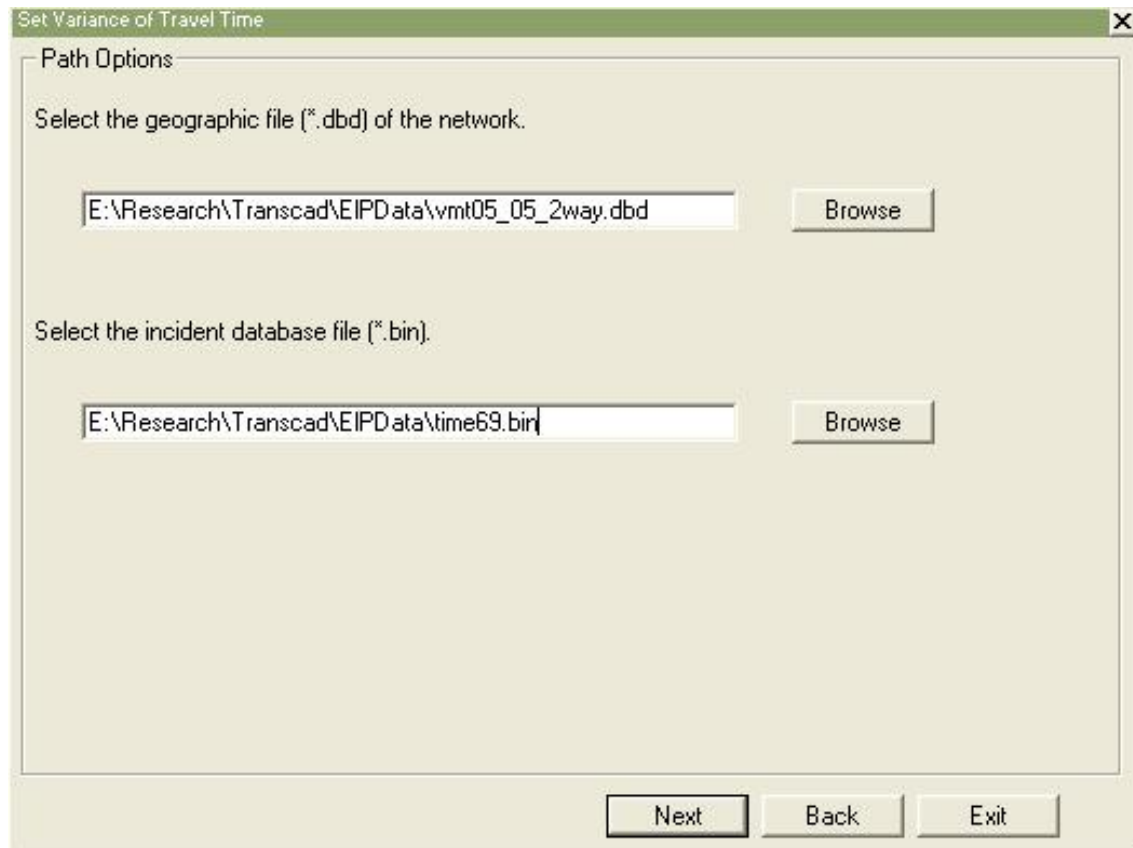 Set Variance of Travel Time
Path Options
Select the geographic file (*.dbd) of the network.
E:\Research\Transcad\EIPData\vmt05_05_2way.dbd
Browse
Select the incident database file (*.bin).
E:\Research\Transcad\EIPData\time69.bin
Browse
Next Back Exit